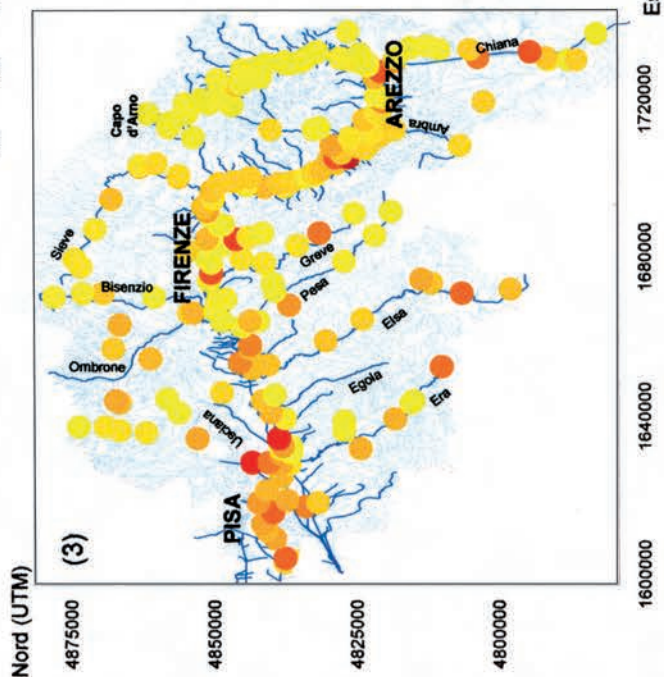 Nord (UTM)
4875000
4850000
4825000
4800000
1600000
1640000
1680000
1720000
(3)
PISA
FIRENZE
AREZZO
Capo
d'Arno
Sieve
Bisenzio
Ombrone
Usciana
Egola
Era
Elsa
Pesa
Greve
Ambra
Chiana